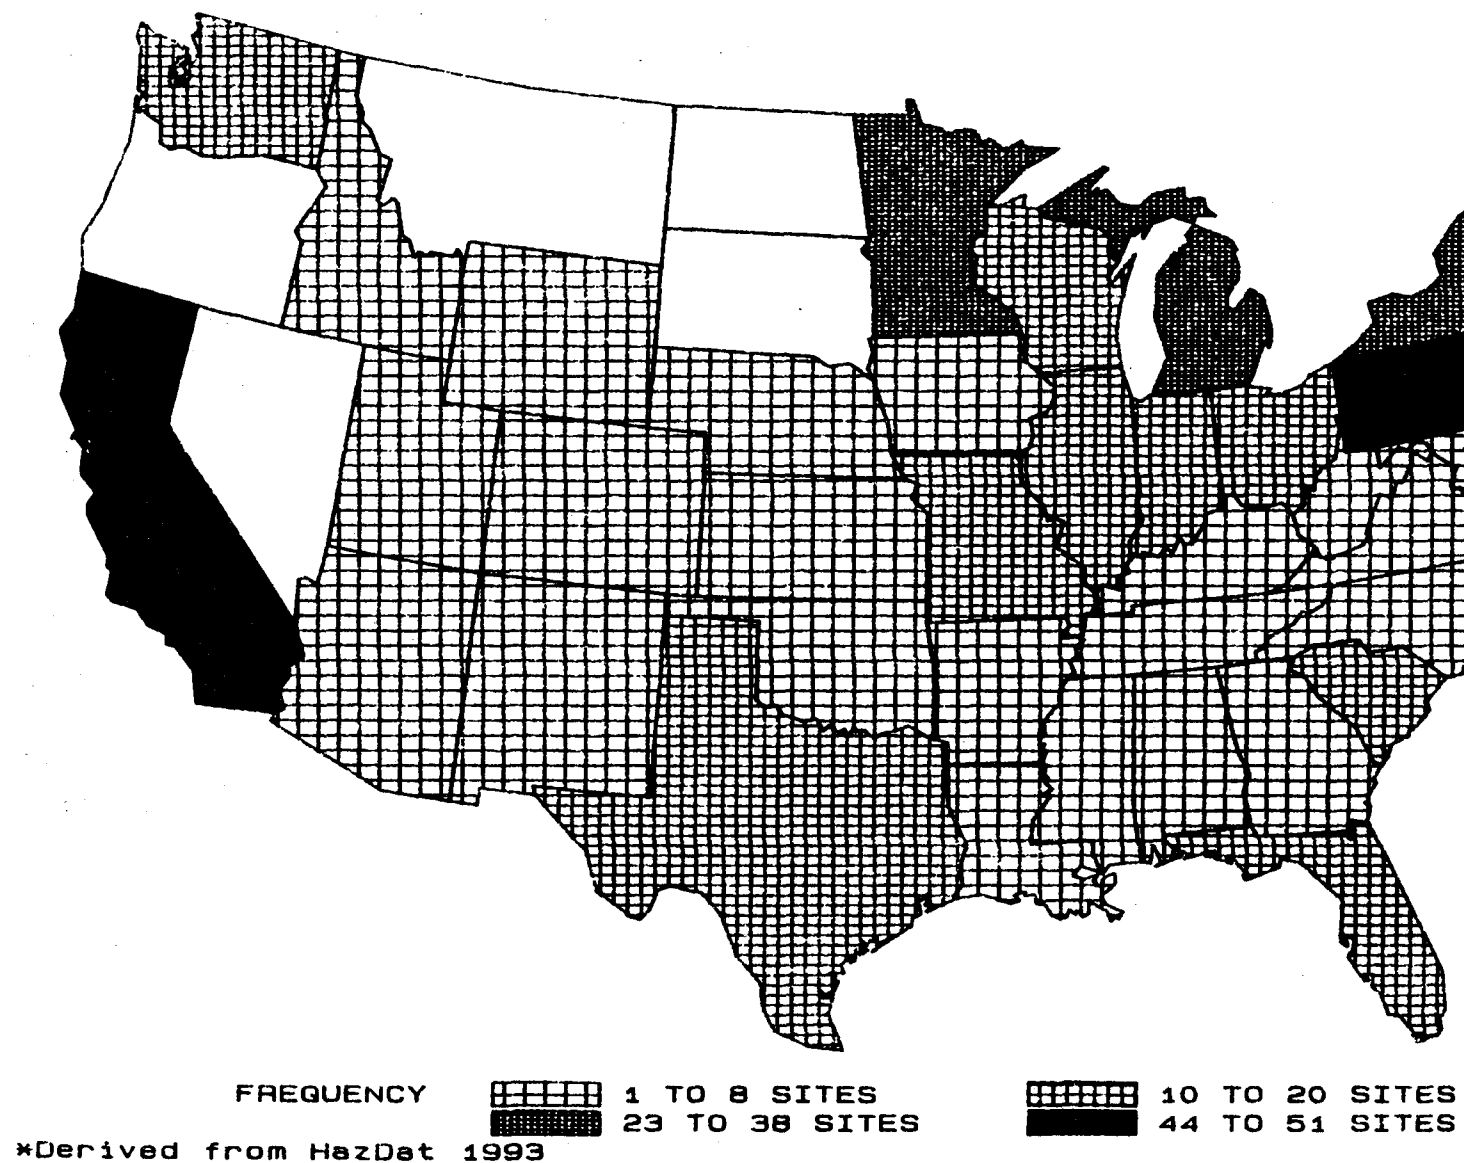 FREQUENCY 1 TO 8 SITES 10 TO 20 SITES
23 TO 38 SITES 44 TO 51 SITES
*Derived from HazDat 1993